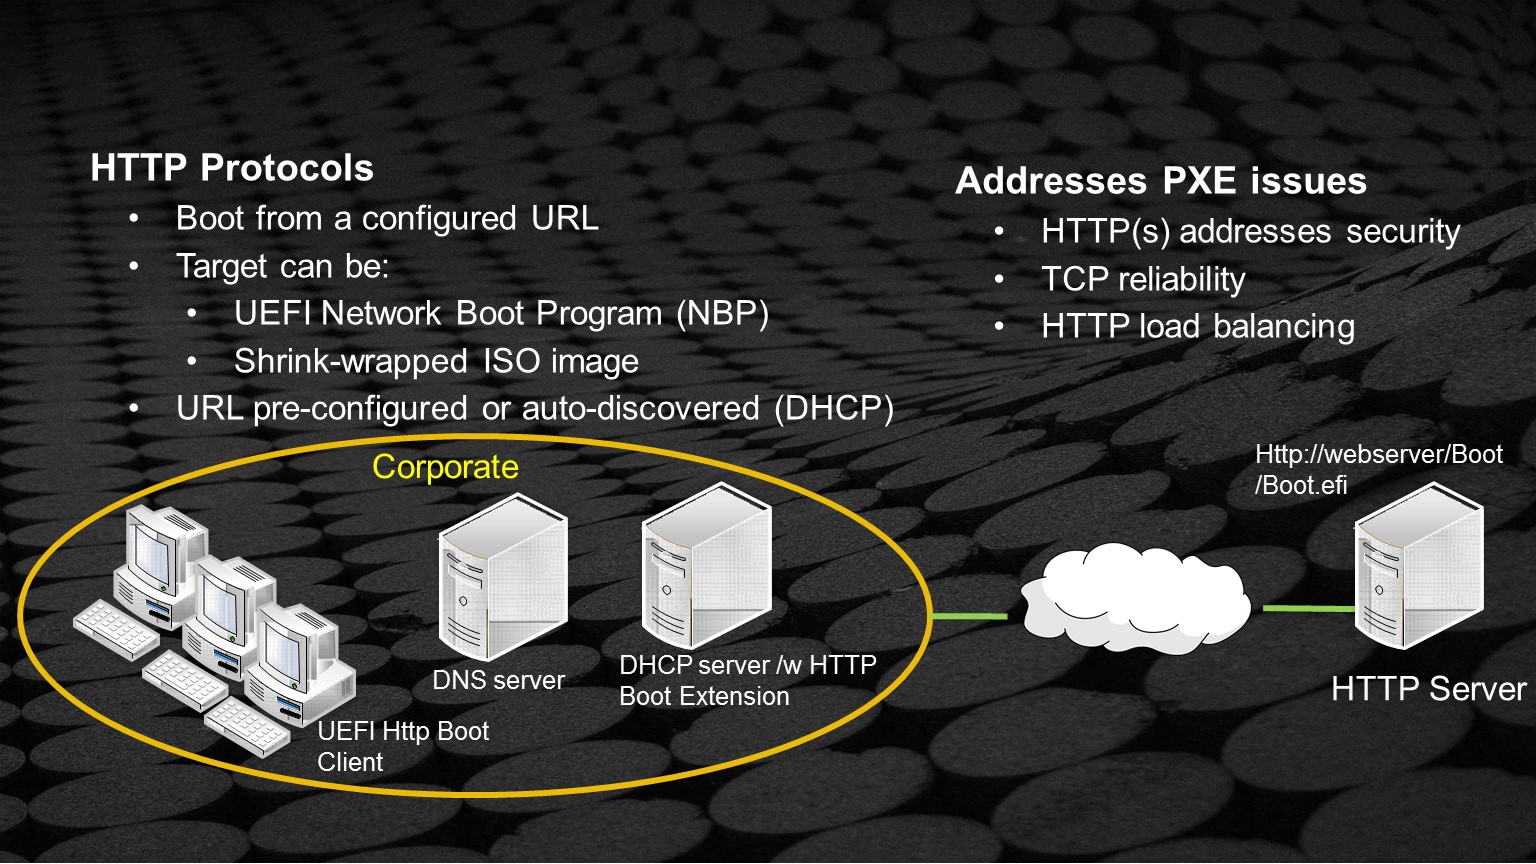 HTTP Protocols
• Boot from a configured URL
• Target can be:
• UEFI Network Boot Program (NBP)
• Shrink-wrapped ISO image
• URL pre-configured or auto-discovered (DHCP)
Addresses PXE issues
• HTTP(s) addresses security
• TCP reliability
• HTTP load balancing
Corporate
Http://webserver/Boot
/Boot.efi
DNS server
DHCP server /w HTTP
Boot Extension
UEFI Http Boot
Client
HTTP Server